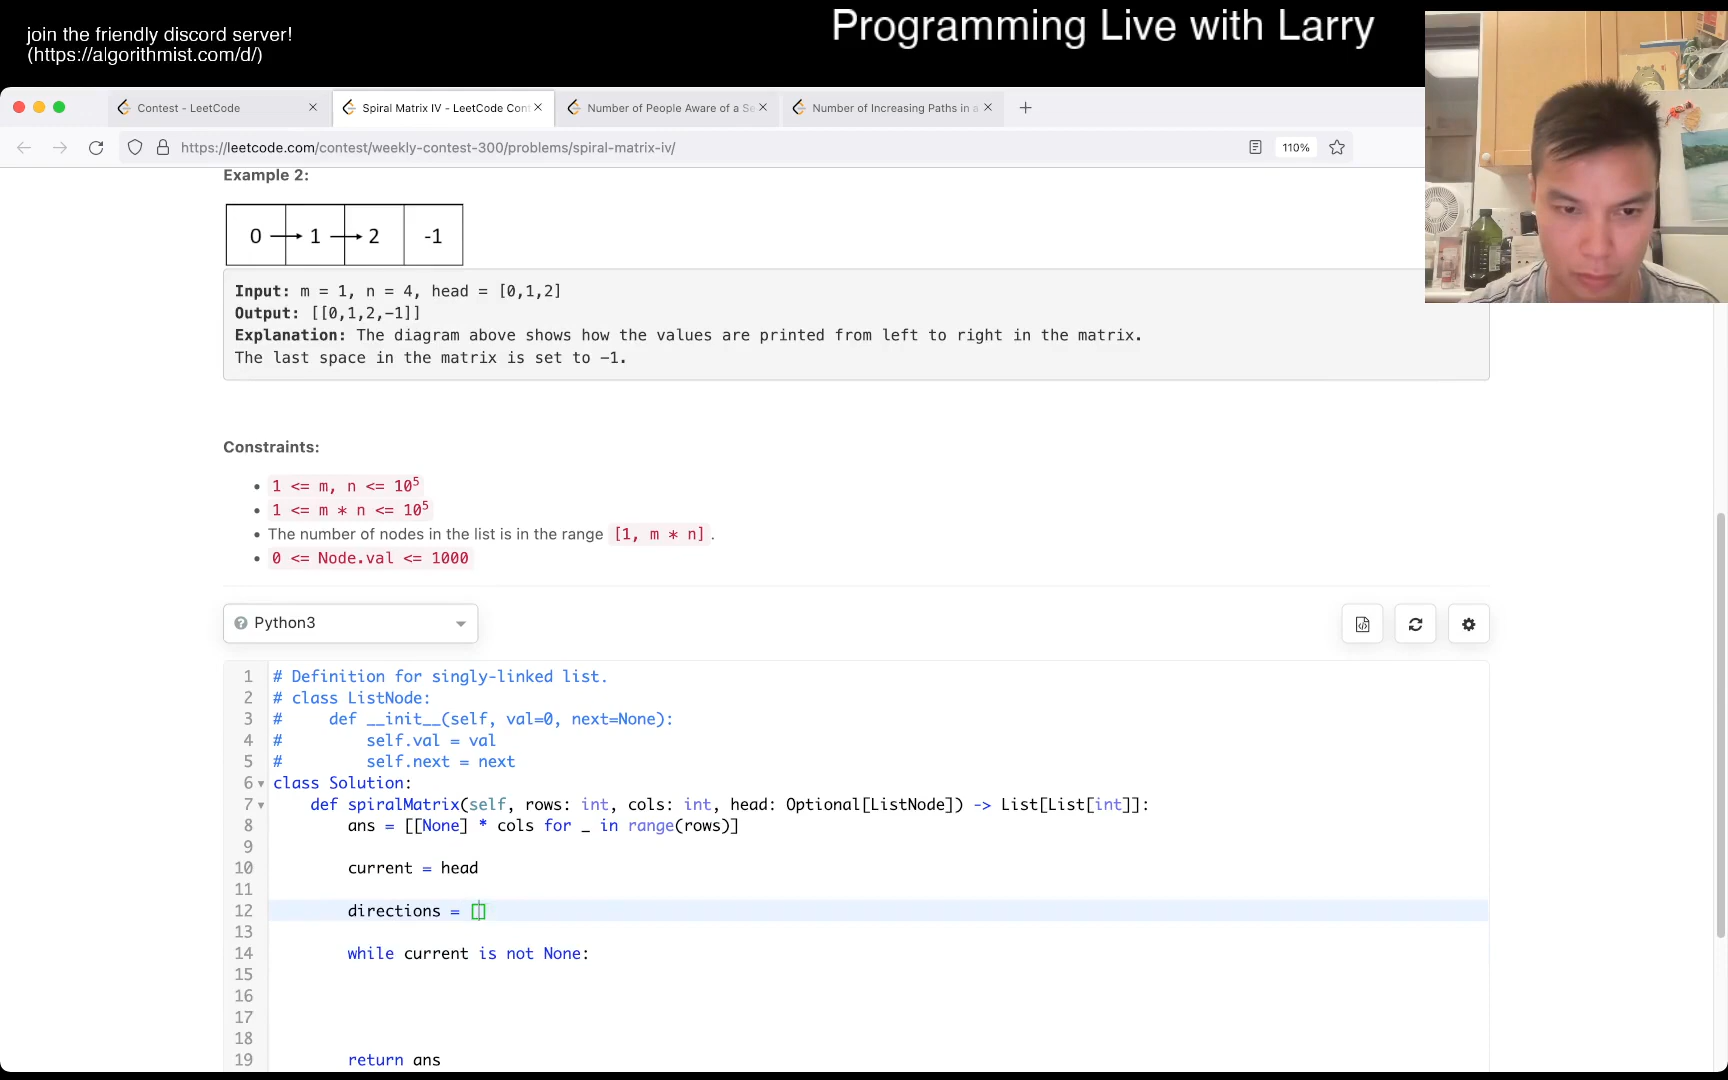 join the friendly discord server!
(https://algorithmist.com/d/)
Programming Live with Larry
Contest - LeetCode
Spiral Matrix IV - LeetCode Con
Number of People Aware of a Se
Number of Increasing Paths in a
https://leetcode.com/contest/weekly-contest-300/problems/spiral-matrix-iv/
110%
Example 2:
0 1 2 -1
Input: m = 1, n = 4, head = [0,1,2]
Output: [[0,1,2,-1]]
Explanation: The diagram above shows how the values are printed from left to right in the matrix.
The last space in the matrix is set to -1.
Constraints:
1 <= m, n <= 10⁵
1 <= m * n <= 10⁵
The number of nodes in the list is in the range [1, m * n].
0 <= Node.val <= 1000
Python3
1 # Definition for singly-linked list.
2 # class ListNode:
3 #     def __init__(self, val=0, next=None):
4 #         self.val = val
5 #         self.next = next
6 class Solution:
7     def spiralMatrix(self, rows: int, cols: int, head: Optional[ListNode]) -> List[List[int]]:
8         ans = [[None] * cols for _ in range(rows)]
9
10         current = head
11
12         directions = []
13
14         while current is not None:
15
16
17
18
19         return ans